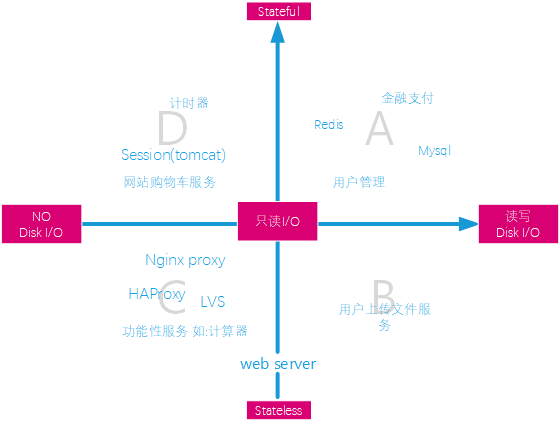 Stateful
计时器
金融支付
D
A
Redis
Session(tomcat)
Mysql
网站购物车服务
用户管理
NO
Disk I/O
只读I/O
读写
Disk I/O
Nginx proxy
HAProxy
C
LVS
B
用户上传文件服
务
功能性服务 如:计算器
web server
Stateless